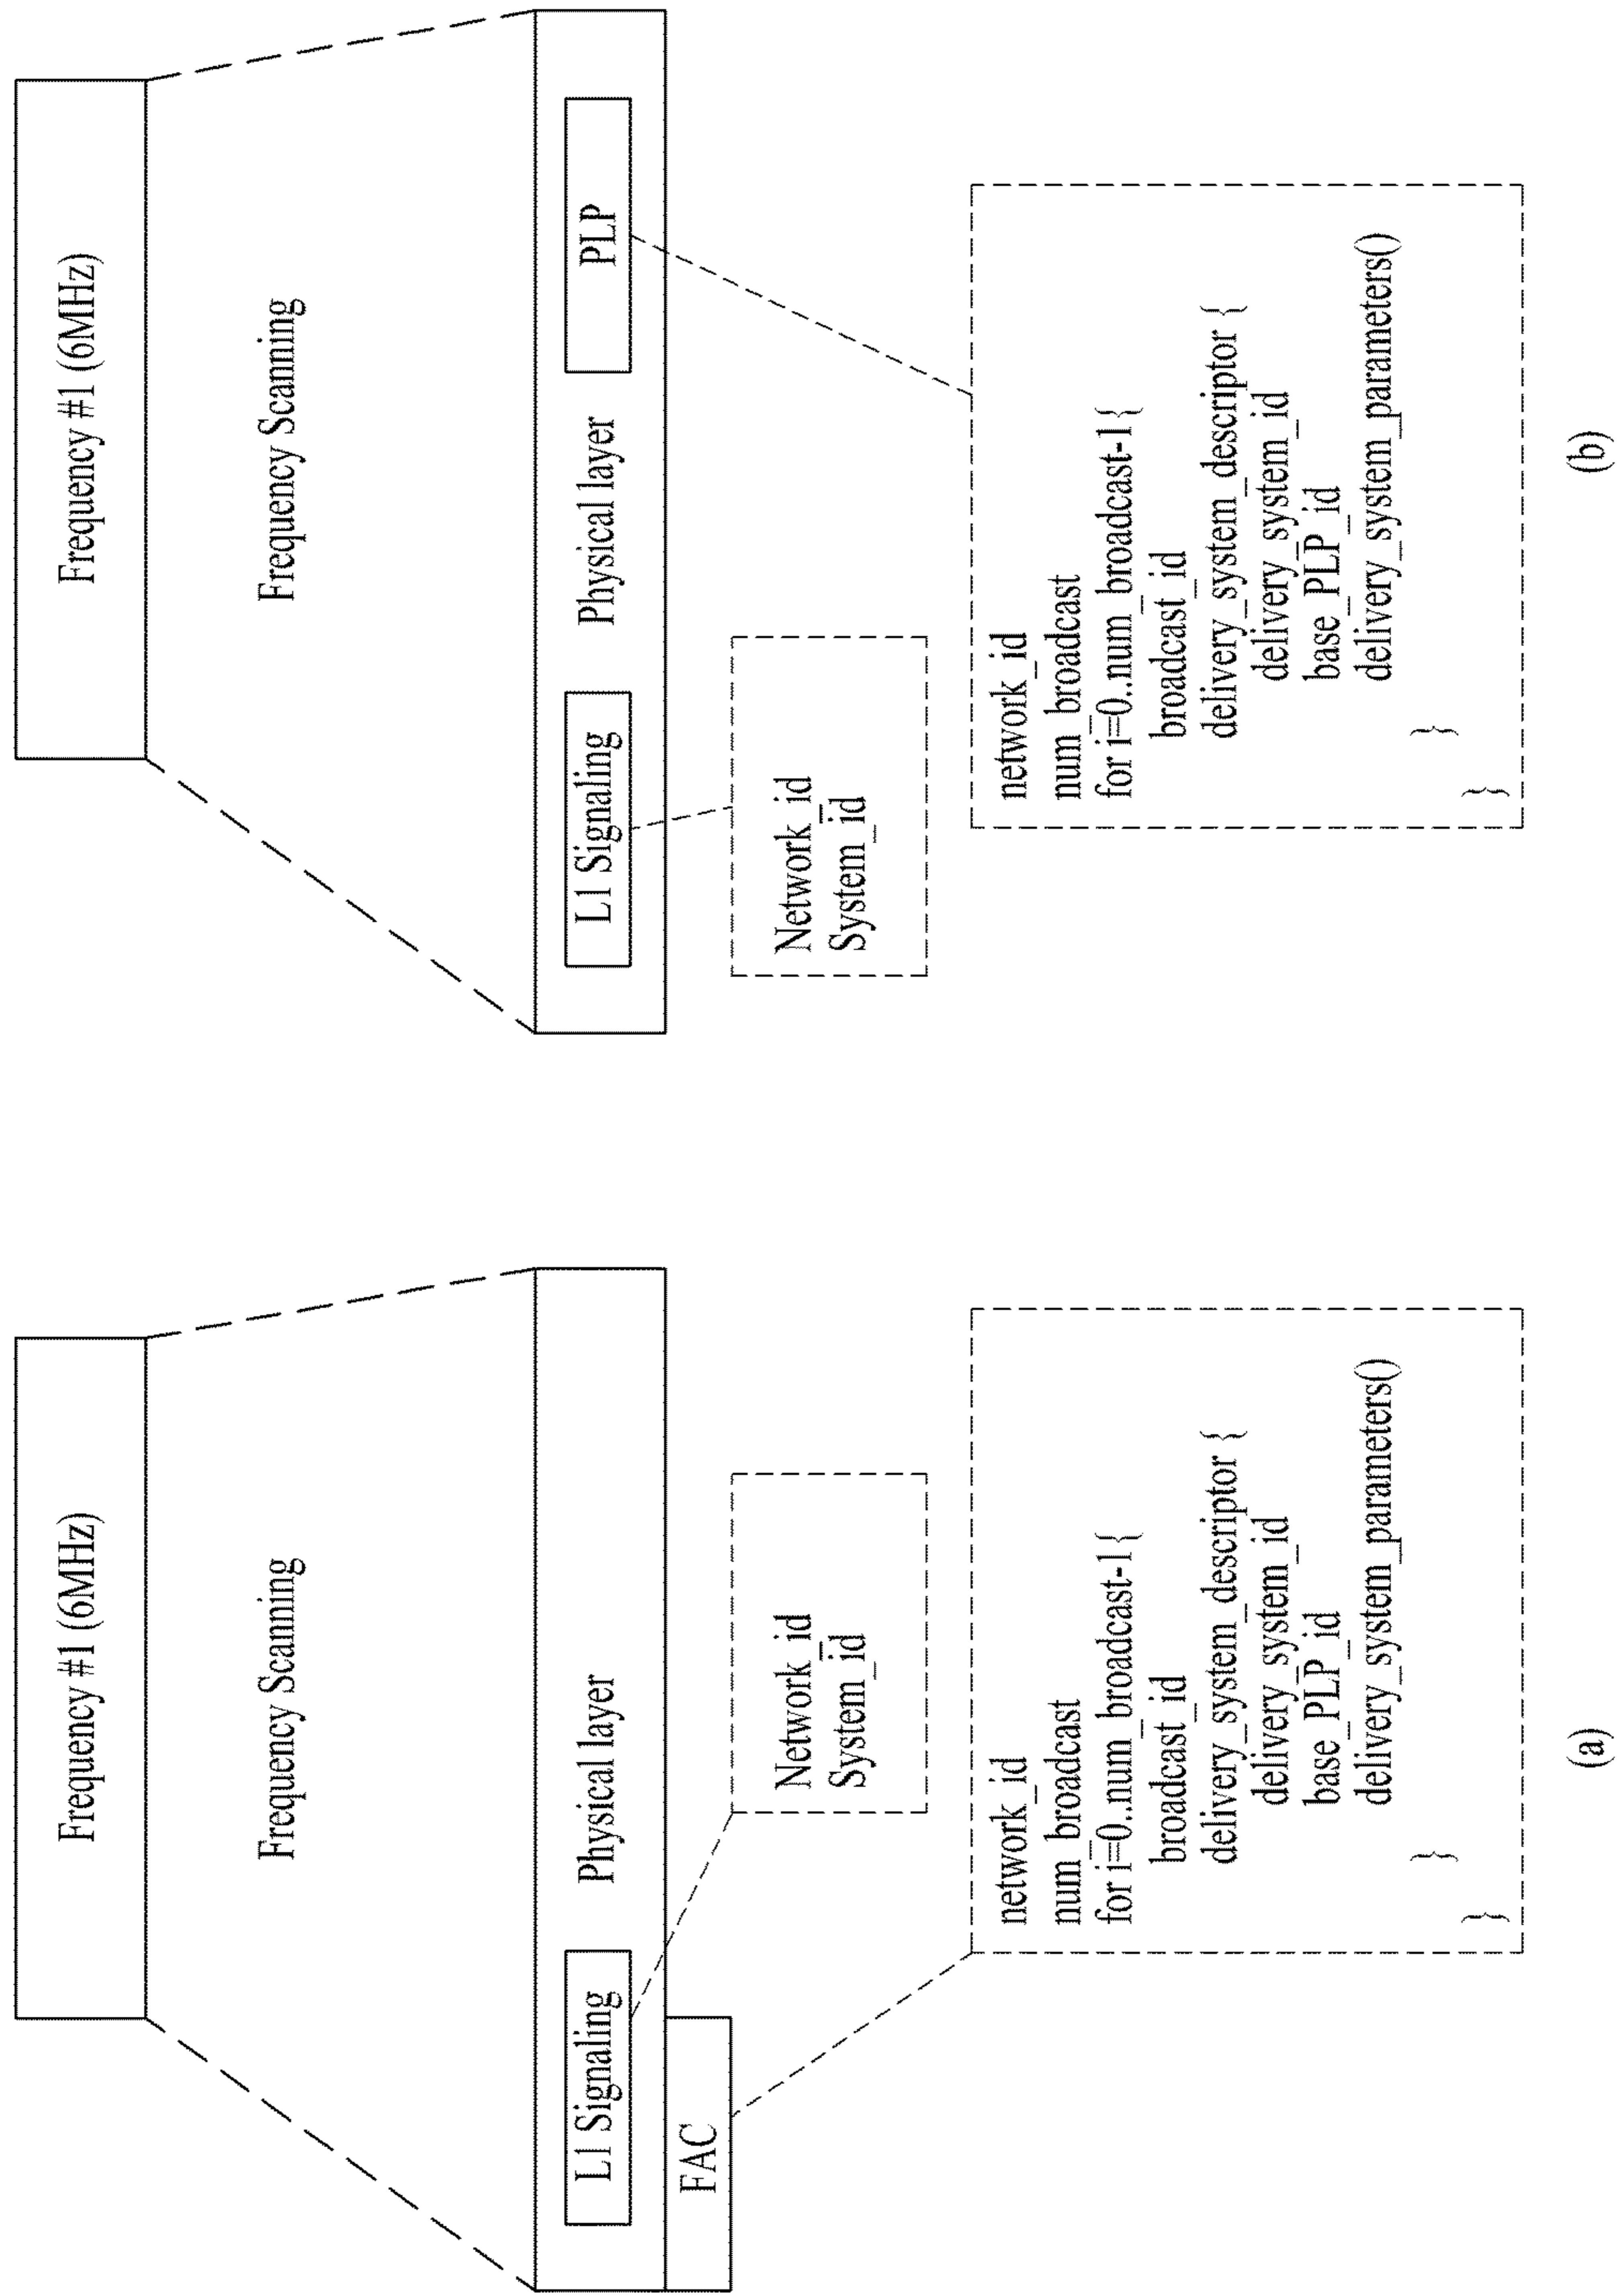 Frequency #1 (6MHz)
Frequency Scanning
L1 Signaling
Physical layer
FAC
Network_id
System_id
network_id
num_broadcast
for i=0..num_broadcast-1{
broadcast_id
delivery_system_descriptor {
delivery_system_id
base_PLP_id
delivery_system_parameters()
}
}
(a)
Frequency #1 (6MHz)
Frequency Scanning
L1 Signaling
Physical layer
PLP
Network_id
System_id
network_id
num_broadcast
for i=0..num_broadcast-1{
broadcast_id
delivery_system_descriptor {
delivery_system_id
base_PLP_id
delivery_system_parameters()
}
}
(b)